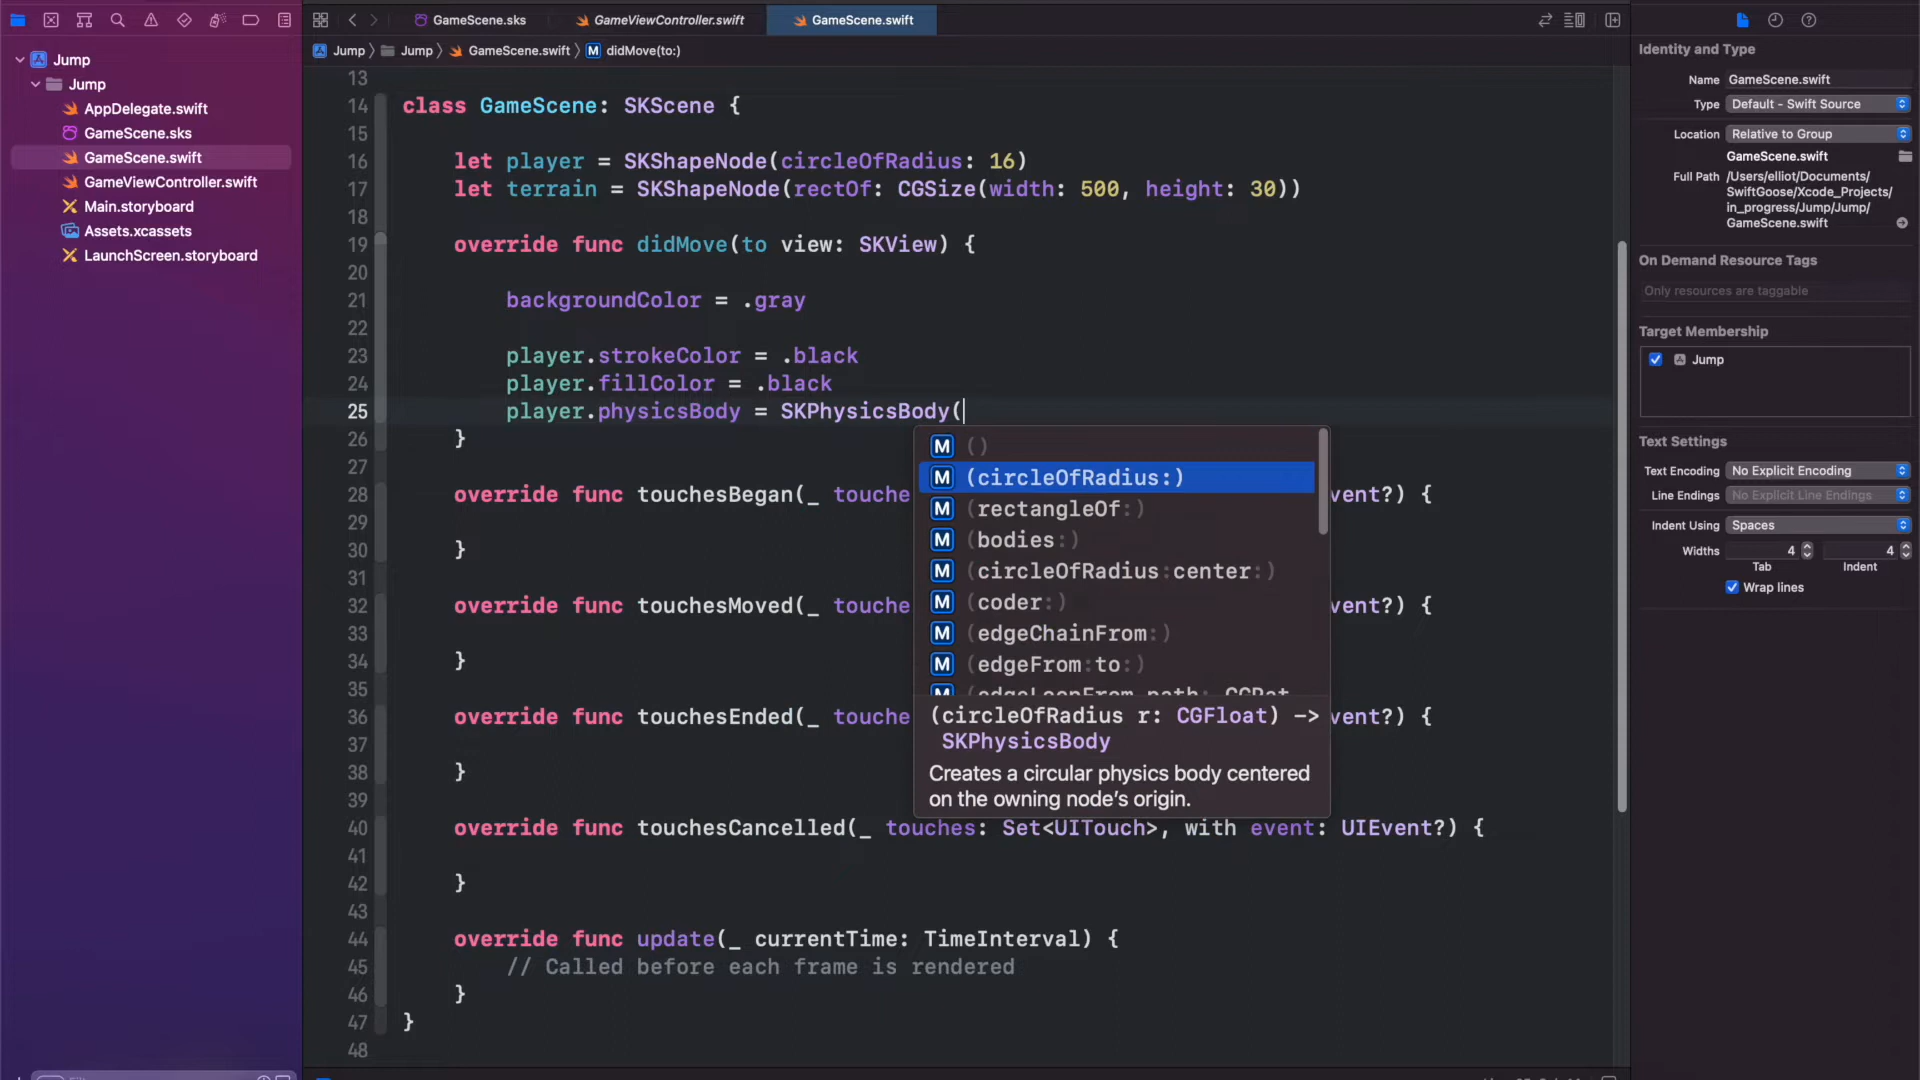 GameScene.sks
GameViewController.swift
GameScene.swift
Jump
Jump
GameScene.swift
M didMove(to:)
Jump
Jump
AppDelegate.swift
GameScene.sks
GameScene.swift
GameViewController.swift
Main.storyboard
Assets.xcassets
LaunchScreen.storyboard
13
14 class GameScene: SKScene {
15
16 let player = SKShapeNode(circleOfRadius: 16)
17 let terrain = SKShapeNode(rectOf: CGSize(width: 500, height: 30))
18
19 override func didMove(to view: SKView) {
20
21 backgroundColor = .gray
22
23 player.strokeColor = .black
24 player.fillColor = .black
25 player.physicsBody = SKPhysicsBody(
26 }
27
28 override func touchesBegan(_ touche vent?) {
29
30 }
31
32 override func touchesMoved(_ touche vent?) {
33
34 }
35
36 override func touchesEnded(_ touche vent?) {
37
38 }
39
40 override func touchesCancelled(_ touches: Set<UITouch>, with event: UIEvent?) {
41
42 }
43
44 override func update(_ currentTime: TimeInterval) {
45 // Called before each frame is rendered
46 }
47 }
48
M ()
M (circleOfRadius:)
M (rectangleOf:)
M (bodies:)
M (circleOfRadius:center:)
M (coder:)
M (edgeChainFrom:)
M (edgeFrom:to:)
(circleOfRadius r: CGFloat) ->
SKPhysicsBody
Creates a circular physics body centered
on the owning node's origin.
Identity and Type
Name GameScene.swift
Type Default - Swift Source
Location Relative to Group
GameScene.swift
Full Path /Users/elliot/Documents/
SwiftGoose/Xcode_Projects/
in_progress/Jump/Jump/
GameScene.swift
On Demand Resource Tags
Only resources are taggable
Target Membership
Jump
Text Settings
Text Encoding No Explicit Encoding
Line Endings No Explicit Line Endings
Indent Using Spaces
Widths 4 4
Tab Indent
Wrap lines